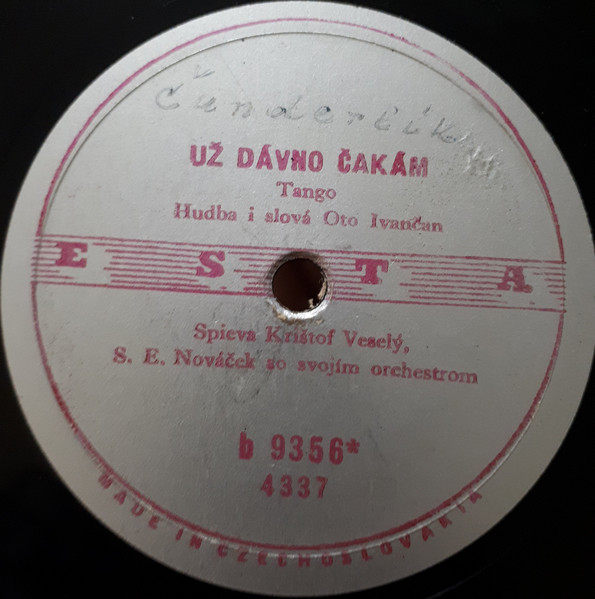 Čunderlík
UŽ DÁVNO ČAKÁM
Tango
Hudba i slová Oto Ivančan
ESTA
Spieva Krištof Veselý,
S. E. Nováček so svojím orchestrom
b 9356*
4337
MADE IN CZECHOSLOVAKIA